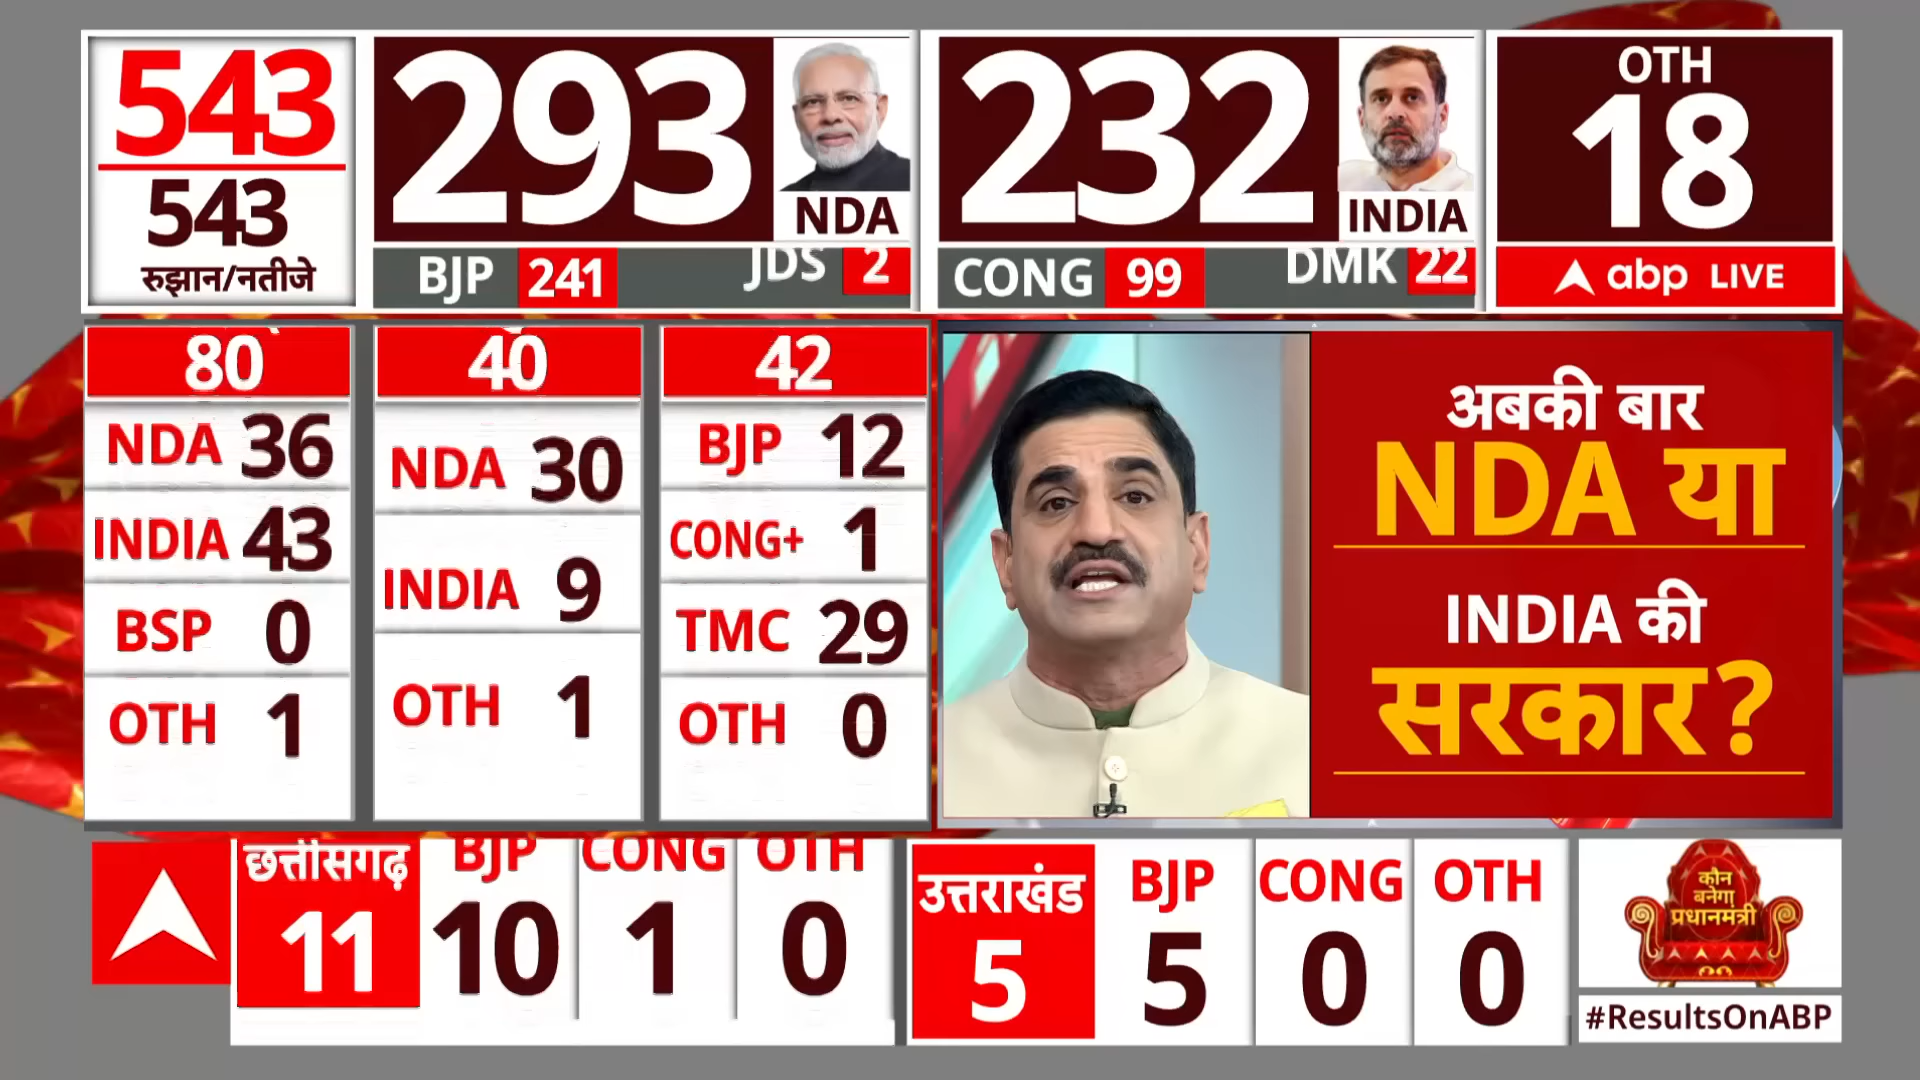 543
543
रुझान/नतीजे
293
NDA
BJP 241
JDS 2
232
INDIA
CONG 99
DMK 22
OTH
18
abp LIVE
80
NDA 36
INDIA 43
BSP 0
OTH 1
40
NDA 30
INDIA 9
OTH 1
42
BJP 12
CONG+ 1
TMC 29
OTH 0
अबकी बार
NDA या
INDIA की
सरकार?
छत्तीसगढ़ BJP CONG OTH
11 10 1 0
उत्तराखंड BJP CONG OTH
5 5 0 0
कौन
बनेगा
प्रधानमंत्री
#ResultsOnABP